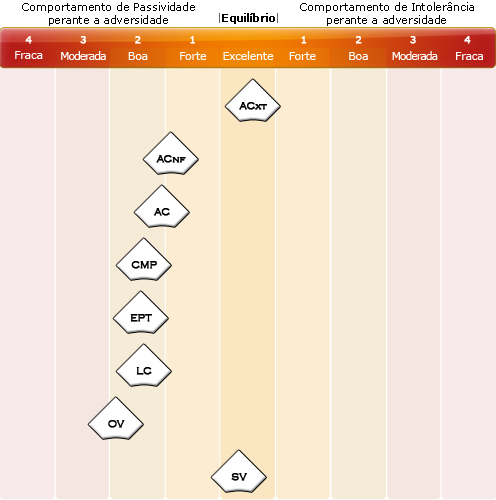 Comportamento de Passividade
perante a adversidade
|Equilíbrio|
Comportamento de Intolerância
perante a adversidade
4 3 2 1 1 2 3 4
Fraca Moderada Boa Forte Excelente Forte Boa Moderada Fraca
ACXT
ACNF
AC
CMP
EPT
LC
OV
SV